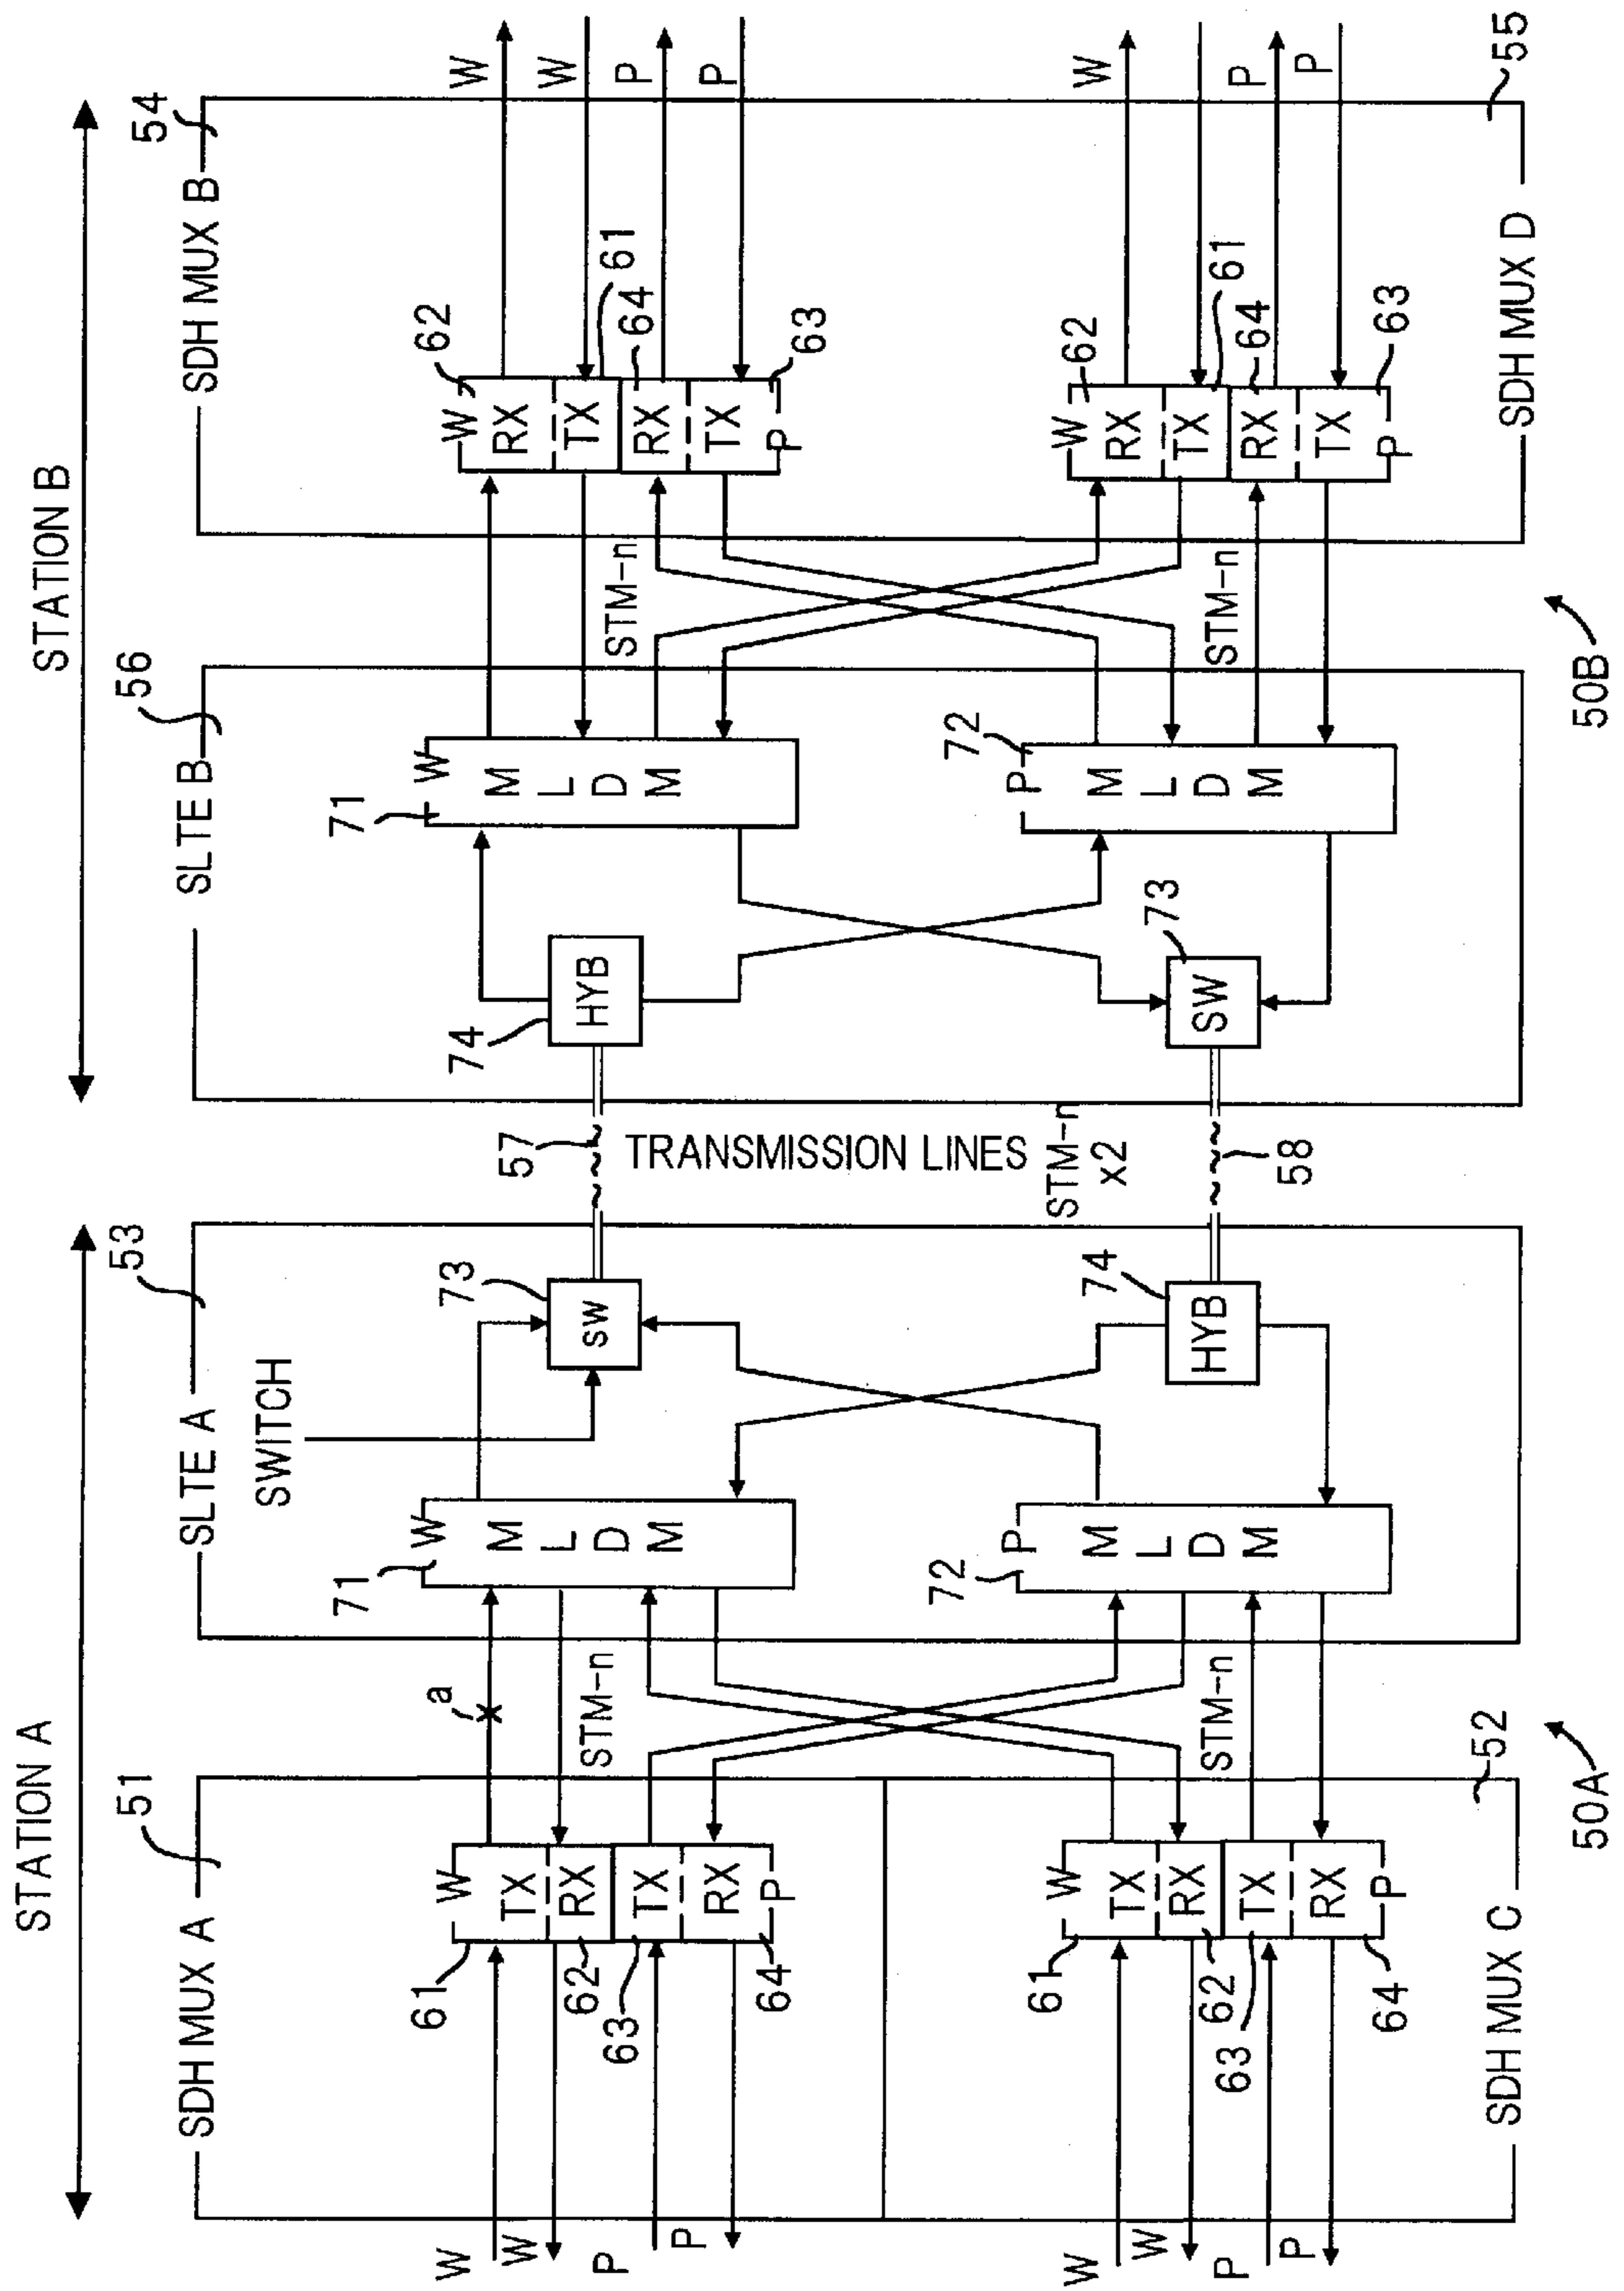 STATION A
STATION B
51
53
56
54
SDH MUX A
SLTE A
SLTE B
SDH MUX B
SWITCH
W
W
P
P
61
62
63
64
W
TX
RX
TX
RX
P
a
STM-n
71
W
M
L
D
M
73
SW
57
TRANSMISSION LINES
74
HYB
71
W
M
L
D
M
STM-n
62
61
64
63
W
RX
TX
RX
TX
P
W
W
P
P
W
W
P
P
61
62
63
64
W
TX
RX
TX
RX
P
STM-n
72
P
M
L
D
M
74
HYB
STM-n
x2
58
73
SW
72
P
M
L
D
M
STM-n
62
61
64
63
W
RX
TX
RX
TX
P
W
P
P
SDH MUX C
52
SDH MUX D
55
50A
50B